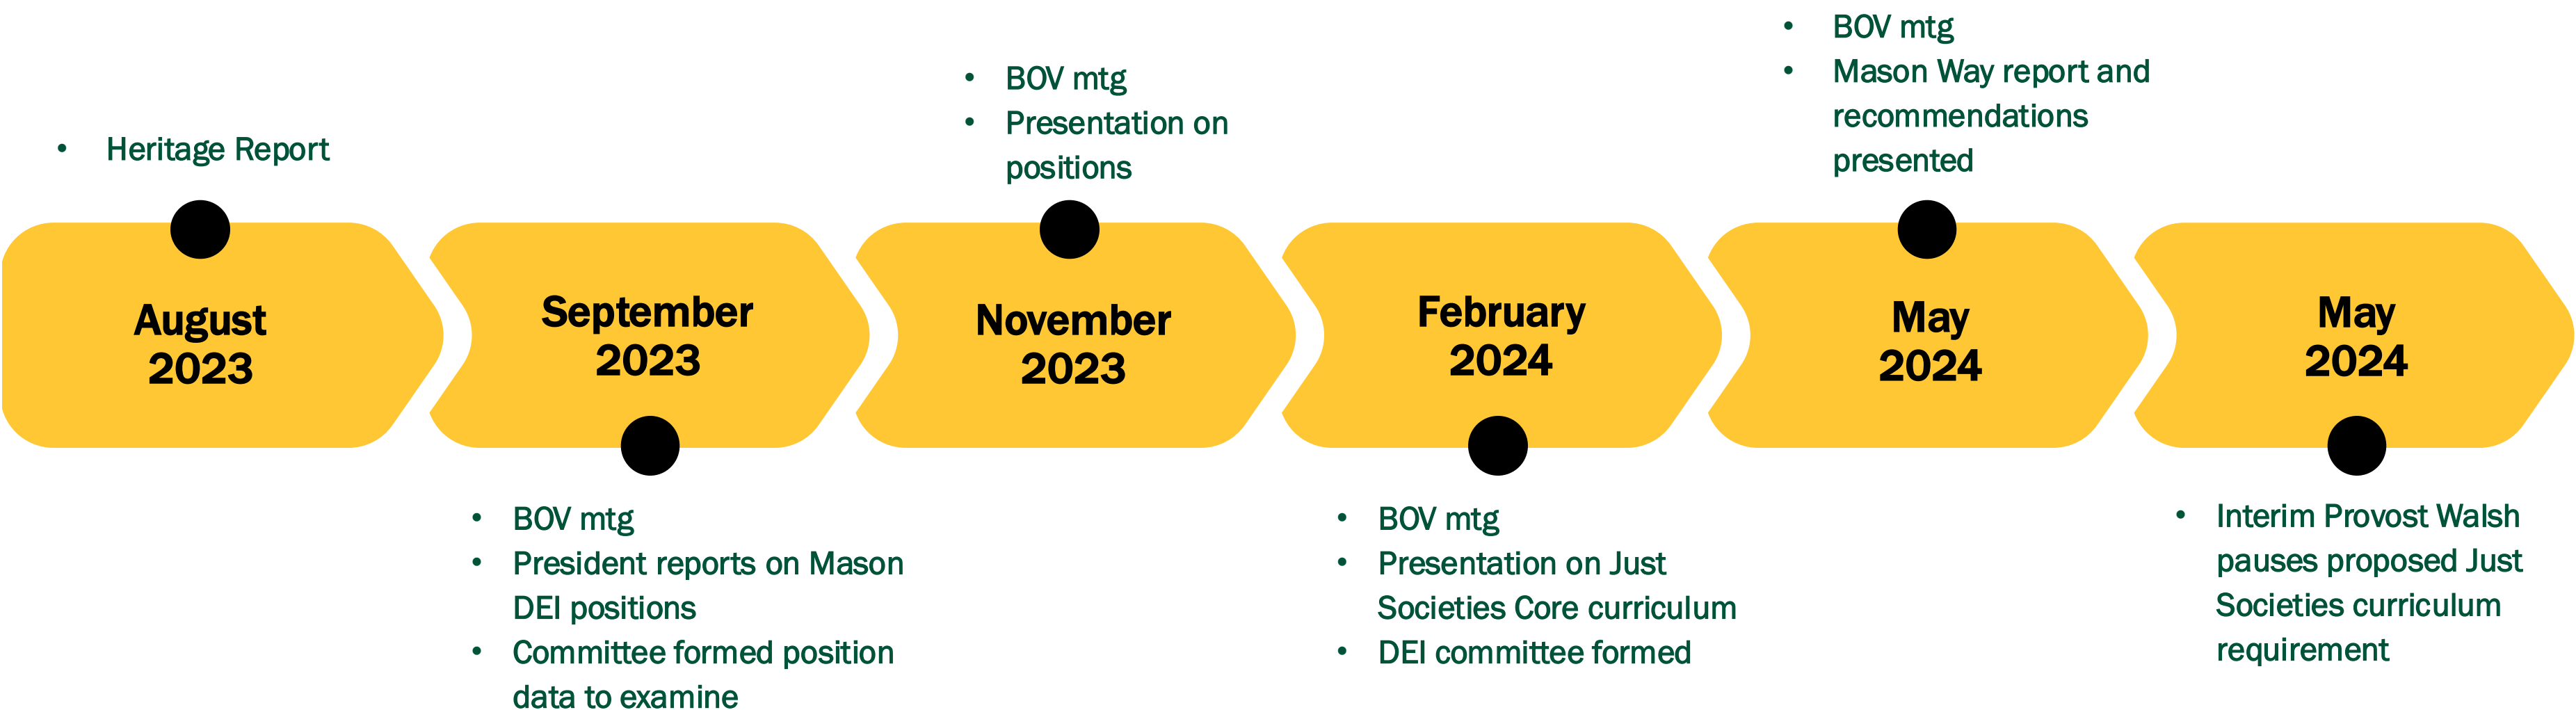 August
2023
• Heritage Report
September
2023
• BOV mtg
• President reports on Mason
DEI positions
• Committee formed position
data to examine
November
2023
• BOV mtg
• Presentation on
positions
February
2024
• BOV mtg
• Presentation on Just
Societies Core curriculum
• DEI committee formed
May
2024
• BOV mtg
• Mason Way report and
recommendations
presented
May
2024
• Interim Provost Walsh
pauses proposed Just
Societies curriculum
requirement